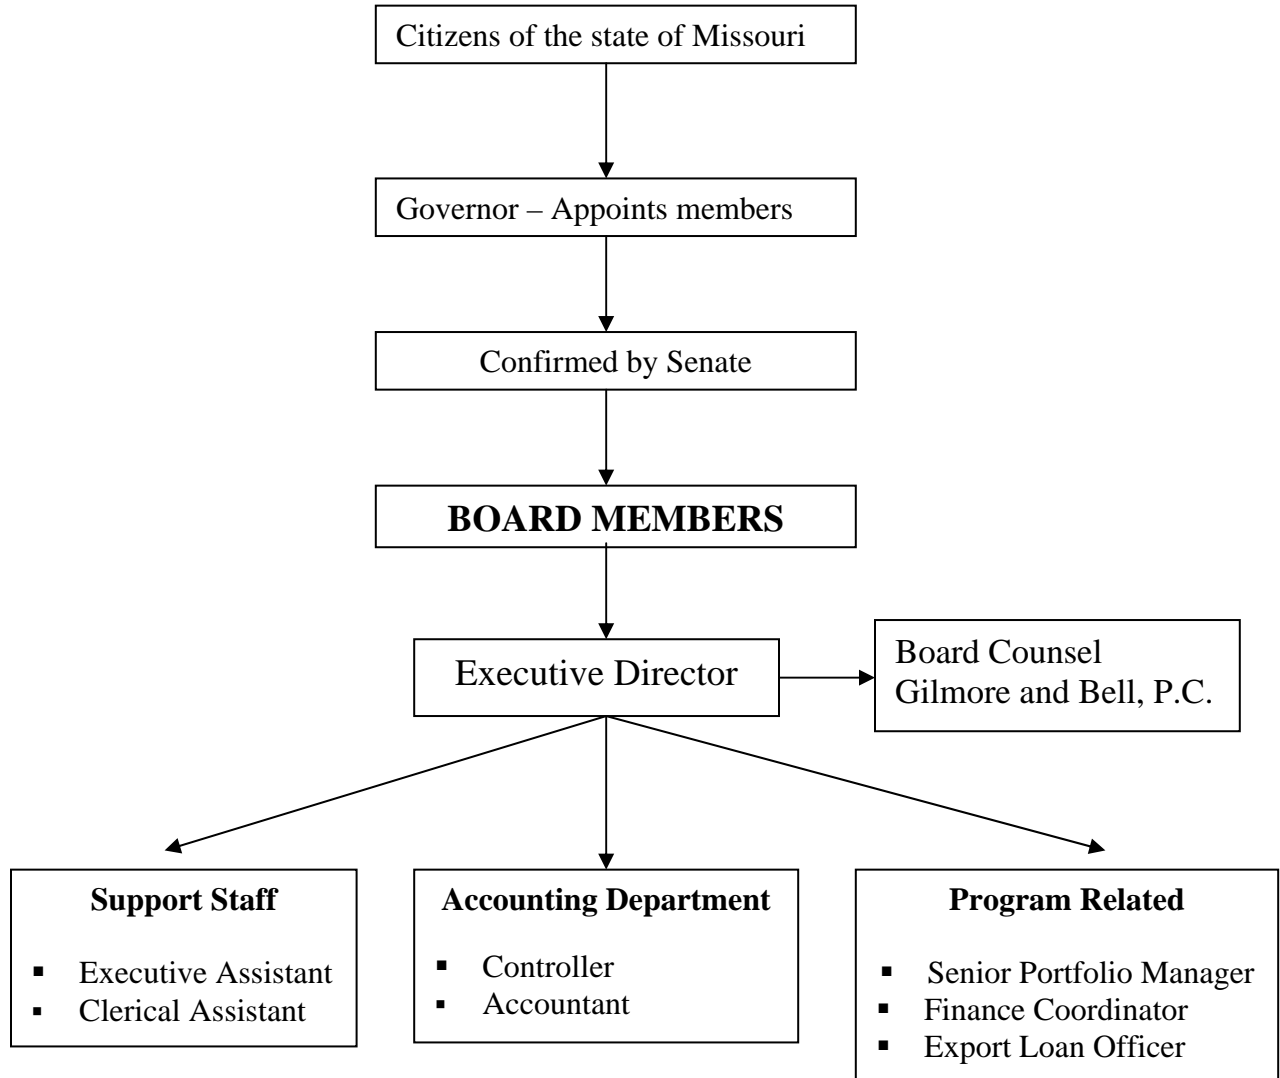 Citizens of the state of Missouri
Governor – Appoints members
Confirmed by Senate
BOARD MEMBERS
Executive Director
Board Counsel
Gilmore and Bell, P.C.
Support Staff
▪ Executive Assistant
▪ Clerical Assistant
Accounting Department
▪ Controller
▪ Accountant
Program Related
▪ Senior Portfolio Manager
▪ Finance Coordinator
▪ Export Loan Officer